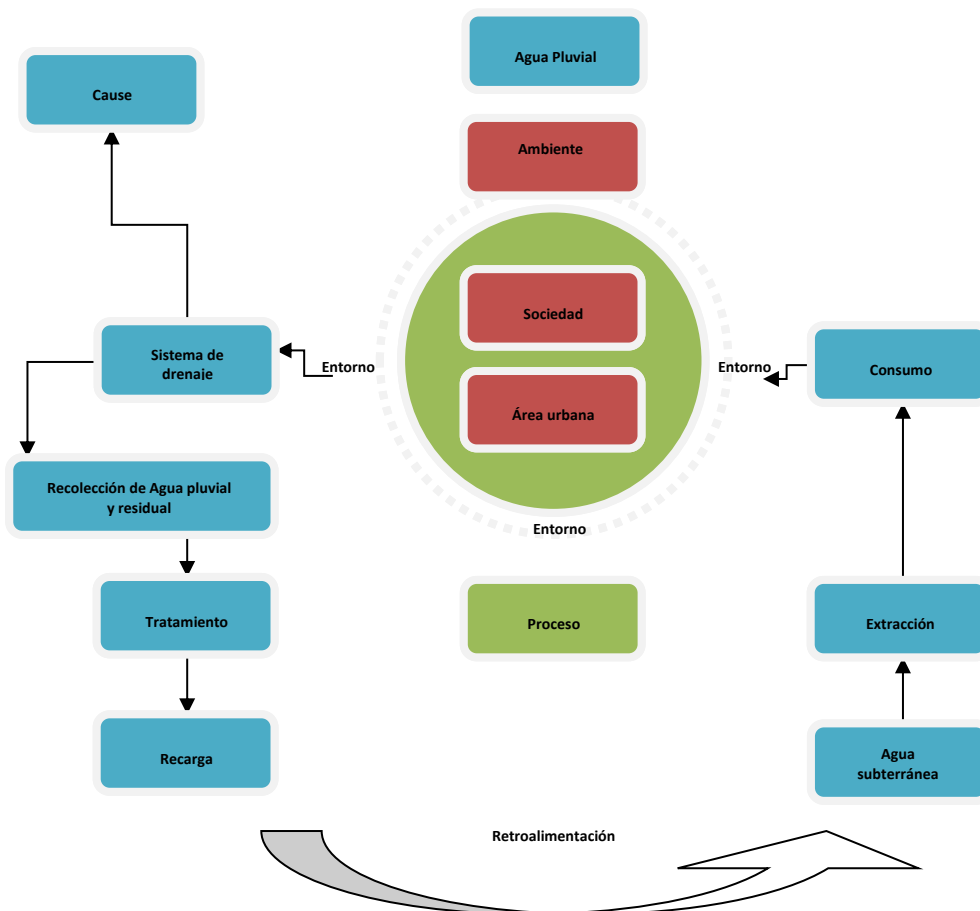 Agua Pluvial
Cause
Ambiente
Sociedad
Sistema de
drenaje
Entorno
Entorno
Consumo
Área urbana
Recolección de Agua pluvial
y residual
Entorno
Tratamiento
Proceso
Extracción
Recarga
Agua
subterránea
Retroalimentación